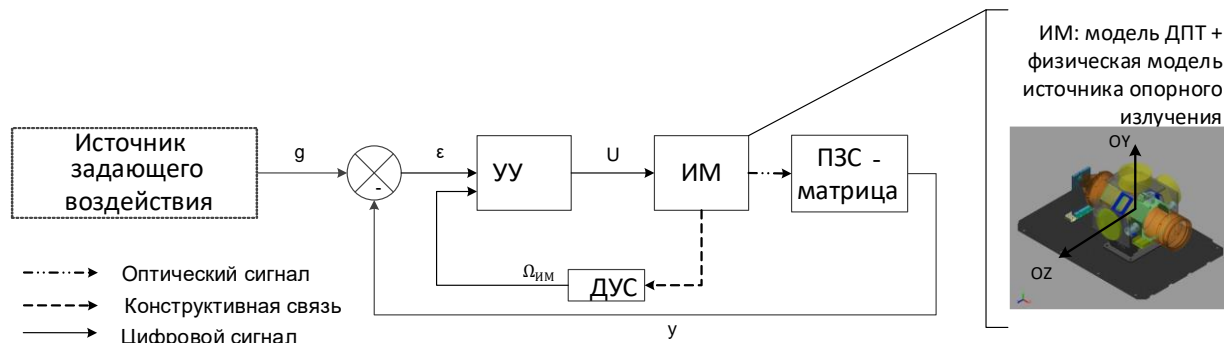 ИМ: модель ДПТ +
физическая модель
источника опорного
излучения
Источник
задающего
воздействия
g
-
ε
УУ
U
ИМ
ПЗС -
матрица
OY
OZ
Ω_ИМ
ДУС
y
Оптический сигнал
Конструктивная связь
Цифровой сигнал